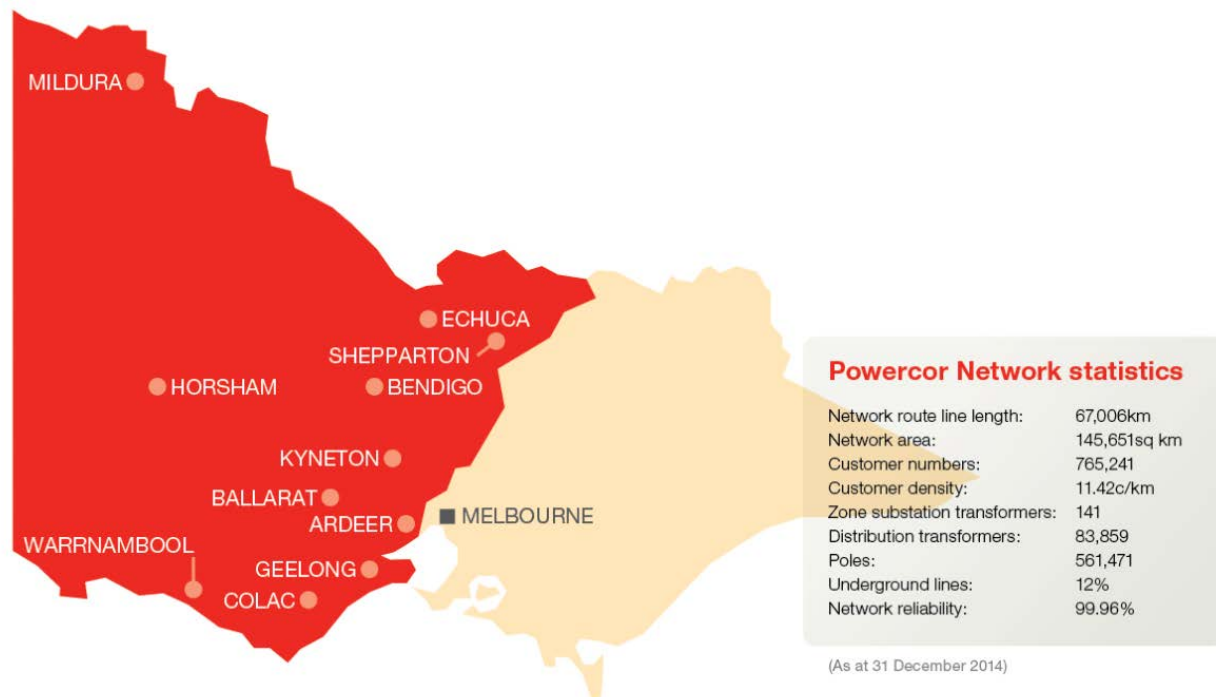 MILDURA
ECHUCA
SHEPPARTON
HORSHAM
BENDIGO
KYNETON
BALLARAT
ARDEER
MELBOURNE
WARRNAMBOOL
GEELONG
COLAC
Powercor Network statistics
Network route line length: 67,006km
Network area: 145,651sq km
Customer numbers: 765,241
Customer density: 11.42c/km
Zone substation transformers: 141
Distribution transformers: 83,859
Poles: 561,471
Underground lines: 12%
Network reliability: 99.96%
(As at 31 December 2014)